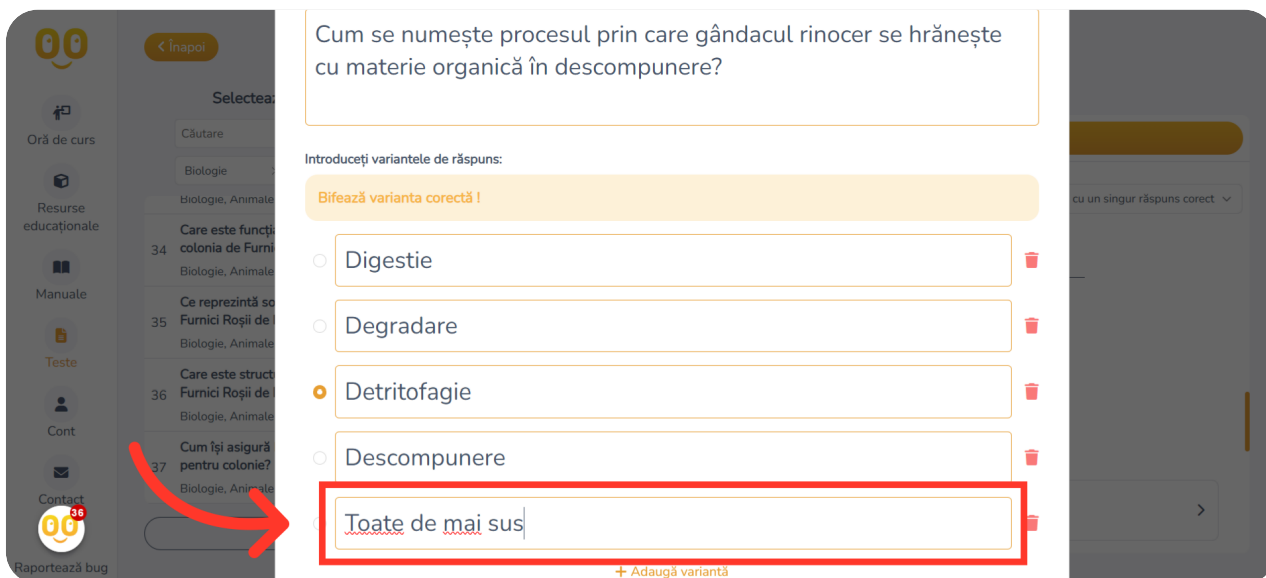 Înapoi
Selectea
Căutare
Biologie
Biologie, Animale
34
Care este funcți
colonia de Furni
Biologie, Animale
35
Ce reprezintă so
Furnici Roșii de
Biologie, Animale
36
Care este struct
Furnici Roșii de
Biologie, Animale
37
Cum își asigură
pentru colonie?
Biologie, Animale
Oră de curs
Resurse
educaționale
Manuale
Teste
Cont
Contact
36
Raportează bug
Cum se numește procesul prin care gândacul rinocer se hrănește
cu materie organică în descompunere?
Introduceți variantele de răspuns:
Bifează varianta corectă !
Digestie
Degradare
Detritofagie
Descompunere
Toate de mai sus
+ Adaugă variantă
cu un singur răspuns corect